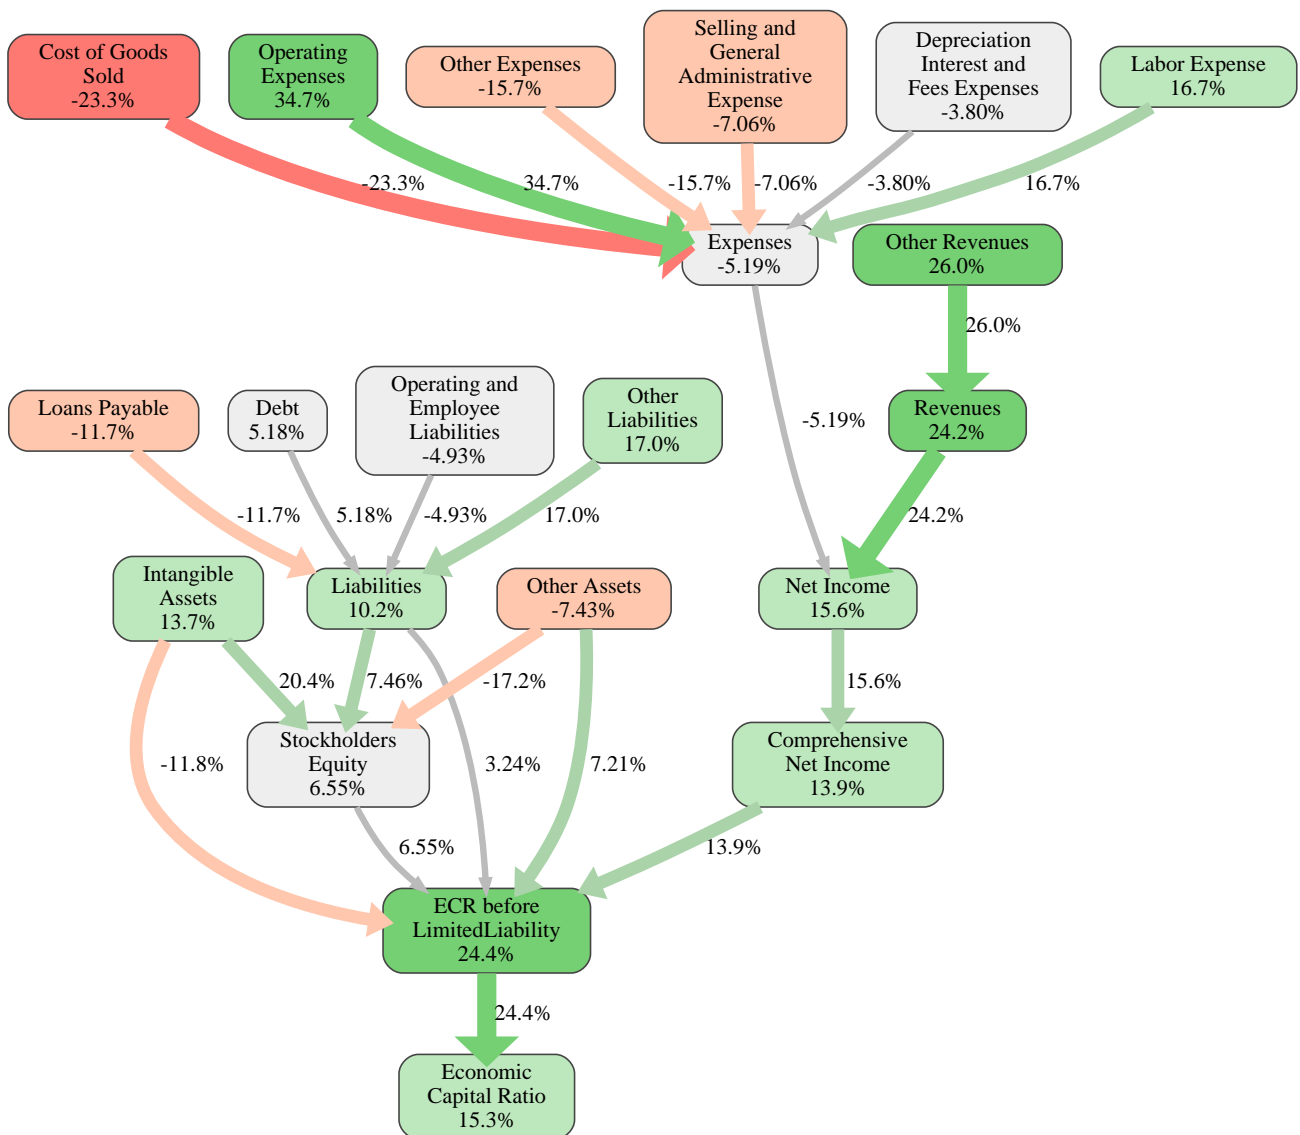 Cost of Goods
Sold
-23.3%
Operating
Expenses
34.7%
Other Expenses
-15.7%
Selling and
General
Administrative
Expense
-7.06%
Depreciation
Interest and
Fees Expenses
-3.80%
Labor Expense
16.7%
-23.3%
34.7%
-15.7%
-7.06%
-3.80%
16.7%
Expenses
-5.19%
Other Revenues
26.0%
26.0%
Loans Payable
-11.7%
Debt
5.18%
Operating and
Employee
Liabilities
-4.93%
Other
Liabilities
17.0%
-5.19%
Revenues
24.2%
-11.7%
5.18%
-4.93%
17.0%
24.2%
Intangible
Assets
13.7%
Liabilities
10.2%
Other Assets
-7.43%
Net Income
15.6%
20.4%
7.46%
-17.2%
15.6%
-11.8%
Stockholders
Equity
6.55%
3.24%
7.21%
Comprehensive
Net Income
13.9%
6.55%
13.9%
ECR before
LimitedLiability
24.4%
24.4%
Economic
Capital Ratio
15.3%